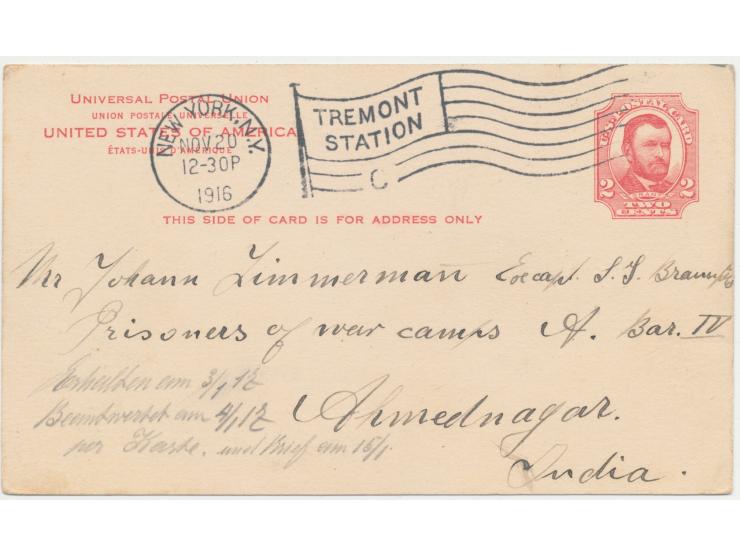 UNIVERSAL POSTAL UNION
UNION POSTALE UNIVERSELLE
UNITED STATES OF AMERICA
ÉTATS-UNIS D'AMÉRIQUE
NEW YORK, N.Y.
NOV. 20
12-30P
1916
TREMONT
STATION
C
U.S. POSTAL CARD
GRANT
2 2
TWO
CENTS
THIS SIDE OF CARD IS FOR ADDRESS ONLY
Mr Johann Zimmerman S. S.
Prisoners of war camps A. Bar. IV
Erhalten am 3/1 17
Beantwortet am 4/1 17
per Karte. und Brief am 15/1.
Ahmednagar.
India.